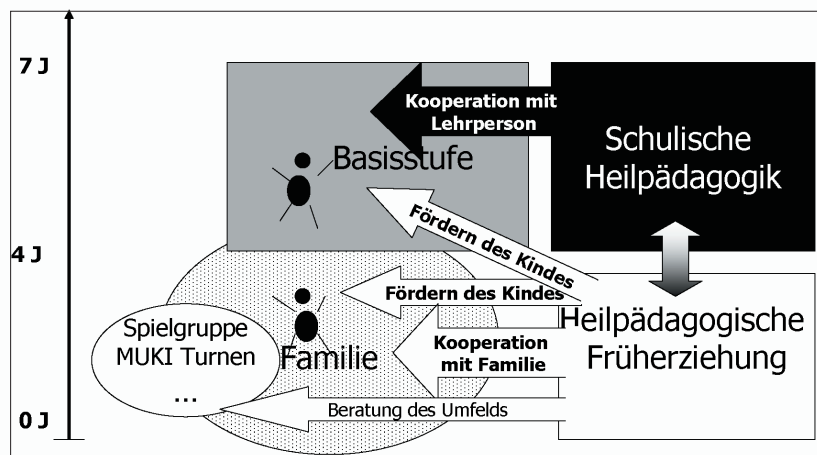 7 J
Kooperation mit
Lehrperson
Schulische
Heilpädagogik
Basisstufe
Fördern des Kindes
4 J
Fördern des Kindes
Heilpädagogische
Früherziehung
Spielgruppe
MUKI Turnen
...
Familie
Kooperation
mit Familie
Beratung des Umfelds
0 J